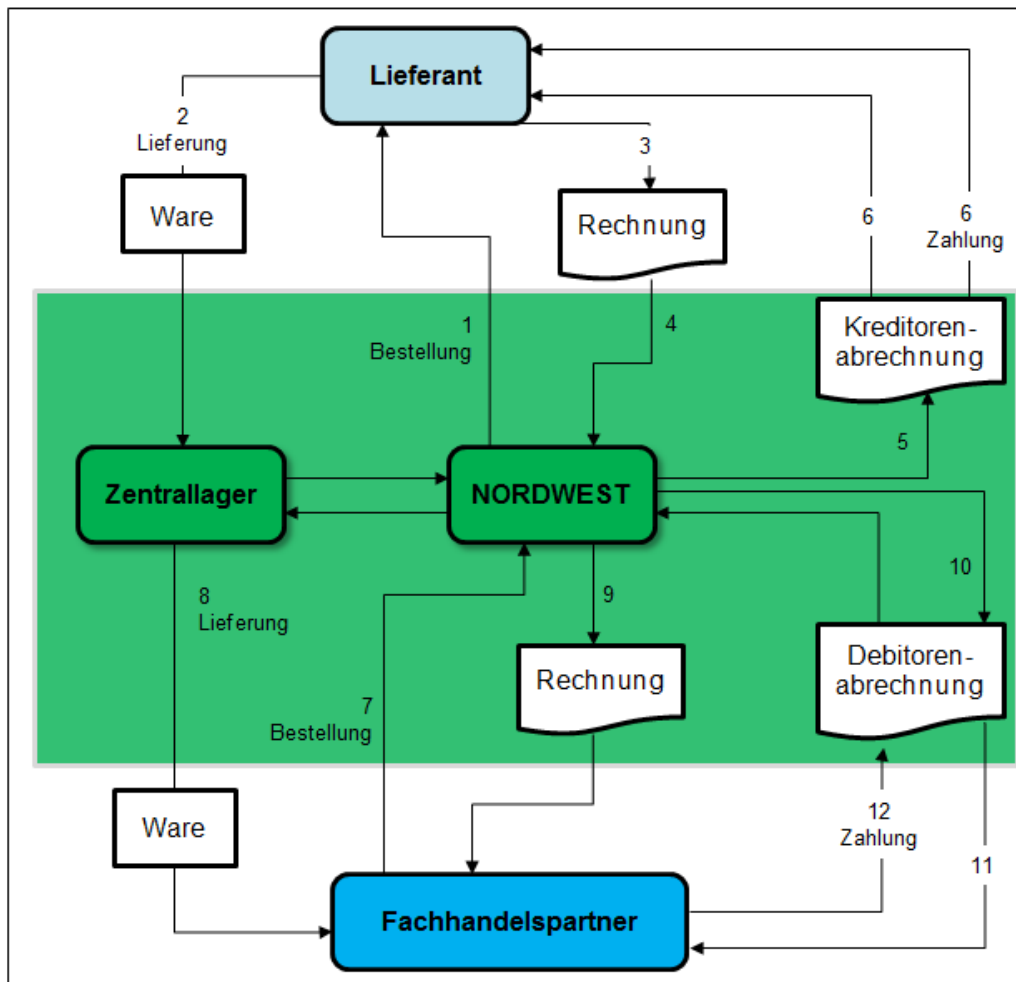 Lieferant
2
Lieferung
3
Ware
Rechnung
6
6
Zahlung
1
Bestellung
4
Kreditoren-
abrechnung
5
Zentrallager
NORDWEST
8
Lieferung
9
10
Rechnung
Debitoren-
abrechnung
7
Bestellung
Ware
12
Zahlung
11
Fachhandelspartner